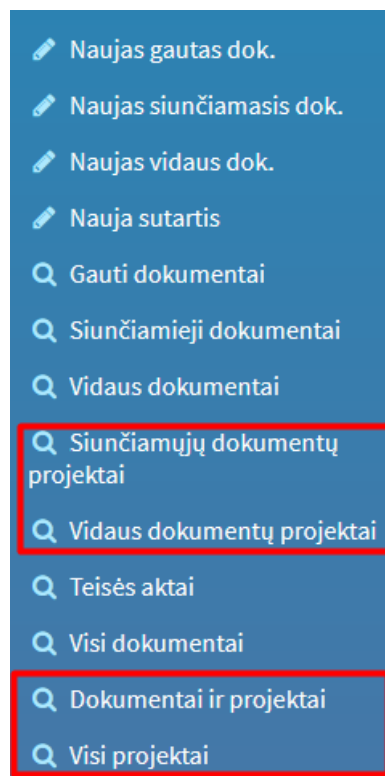 Naujas gautas dok.
Naujas siunčiamasis dok.
Naujas vidaus dok.
Nauja sutartis
Gauti dokumentai
Siunčiamieji dokumentai
Vidaus dokumentai
Siunčiamųjų dokumentų
projektai
Vidaus dokumentų projektai
Teisės aktai
Visi dokumentai
Dokumentai ir projektai
Visi projektai